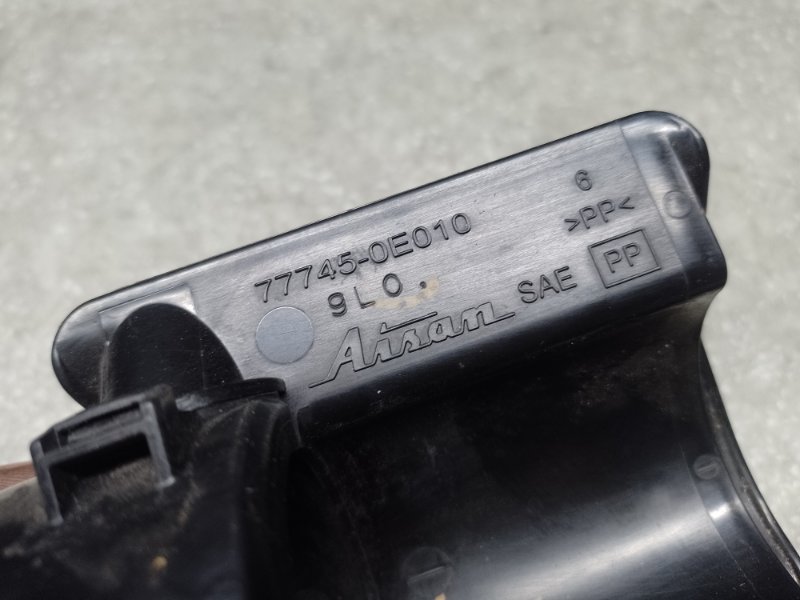 77745-0E010
9L0.
Aisan
SAE PP
6
>PP<